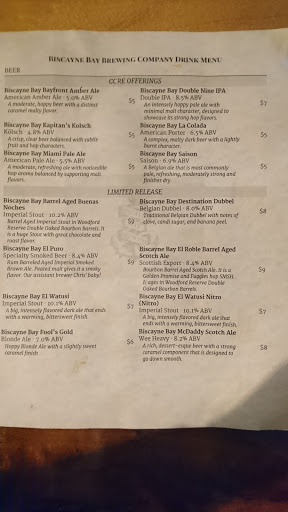 Biscayne Bay Brewing Company Drink Menu
BEER
CORE OFFERINGS
Biscayne Bay Bayfront Amber Ale
American Amber Ale - 5.0% ABV
A moderate, hoppy beer with a distinct
caramel malty flavor.
$5
Biscayne Bay Kapitan's Kolsch
Kolsch - 4.8% ABV
A crisp, clear beer balanced with subtle
fruit and hop characters.
$5
Biscayne Bay Miami Pale Ale
American Pale Ale - 5.5% ABV
A moderate, refreshing ale with noticeable
hop aroma balanced by supporting malt
flavors.
$5
Biscayne Bay Double Nine IPA
Double IPA - 8.5% ABV
An intensely hoppy pale ale with
minimal malt character, designed to
showcase its strong hop flavors.
$7
Biscayne Bay La Colada
American Porter - 6.5% ABV
A complex, malty dark beer with a lightly
burnt character.
$5
Biscayne Bay Saison
Saison - 6.9% ABV
A Belgian ale that is most commonly
pale, refreshing, moderately strong and
finishes dry
$5
LIMITED RELEASE
Biscayne Bay Barrel Aged Buenas
Noches
Imperial Stout - 10.2% ABV
Barrel Aged Imperial Stout in Woodford
Reserve Double Oaked Bourbon Barrels. It
is a huge Stout with great chocolate and
roast flavor.
$9
Biscayne Bay El Puro
Specialty Smoked Beer - 8.4% ABV
Rum Barreled Aged Imperial Smoked
Brown Ale. Peated malt gives it a smoky
flavor. Our assistant brewer Chris' baby!
$9
Biscayne Bay El Watusi
Imperial Stout - 10.1% ABV
A big, intensely flavored dark ale that
ends with a warming, bittersweet finish.
$7
Biscayne Bay Fool's Gold
Blonde Ale - 7.0% ABV
Hoppy Blonde Ale with a slightly sweet
caramel finish
$6
Biscayne Bay Destination Dubbel
Belgian Dubbel - 8.0% ABV
Traditional Belgian Dubbel with notes of
clove, candi sugar, and banana peel.
$8
Biscayne Bay El Roble Barrel Aged
Scotch Ale
Scottish Export - 8.4% ABV
Bourbon Barrel Aged Scotch Ale. It is a
Golden Promise and Fuggles hop SMSH.
It ages in Woodford Reserve Double
Oaked Bourbon Barrels.
$9
Biscayne Bay El Watusi Nitro
(Nitro)
Imperial Stout - 10.1% ABV
A big, intensely flavored dark ale that
ends with a warming, bittersweet finish.
$7
Biscayne Bay McDaddy Scotch Ale
Wee Heavy - 8.2% ABV
A rich, dessert-esque beer with a strong
caramel component that is designed to
go down smooth.
$8